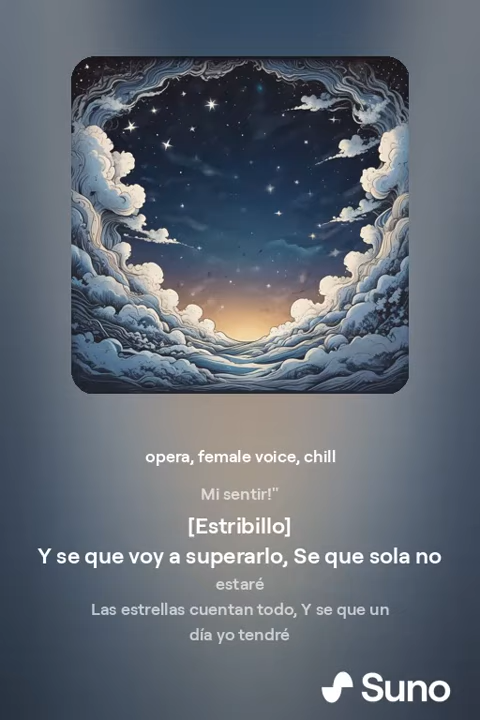 opera, female voice, chill
Mi sentir!"
[Estribillo]
Y se que voy a superarlo, Se que sola no
estaré
Las estrellas cuentan todo, Y se que un
día yo tendré
Suno